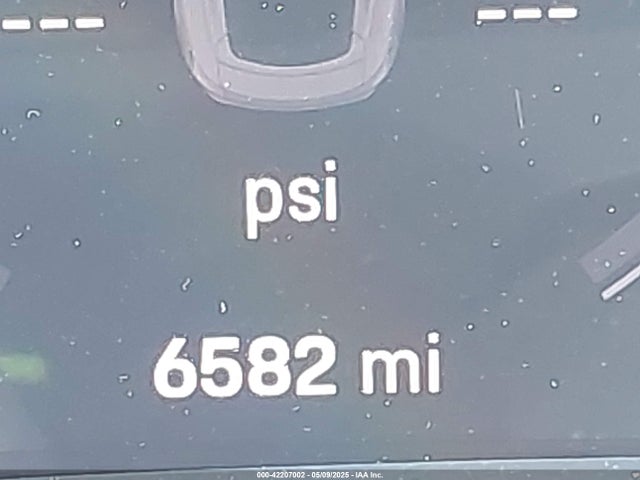 --- ---
psi
6582 mi
000-42207002 - 05/09/2025 - IAA Inc.